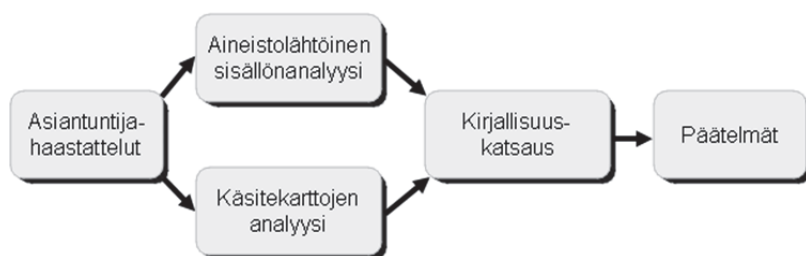 Asiantuntija-
haastattelut
Aineistolähtöinen
sisällönanalyysi
Käsitekarttojen
analyysi
Kirjallisuus-
katsaus
Päätelmät